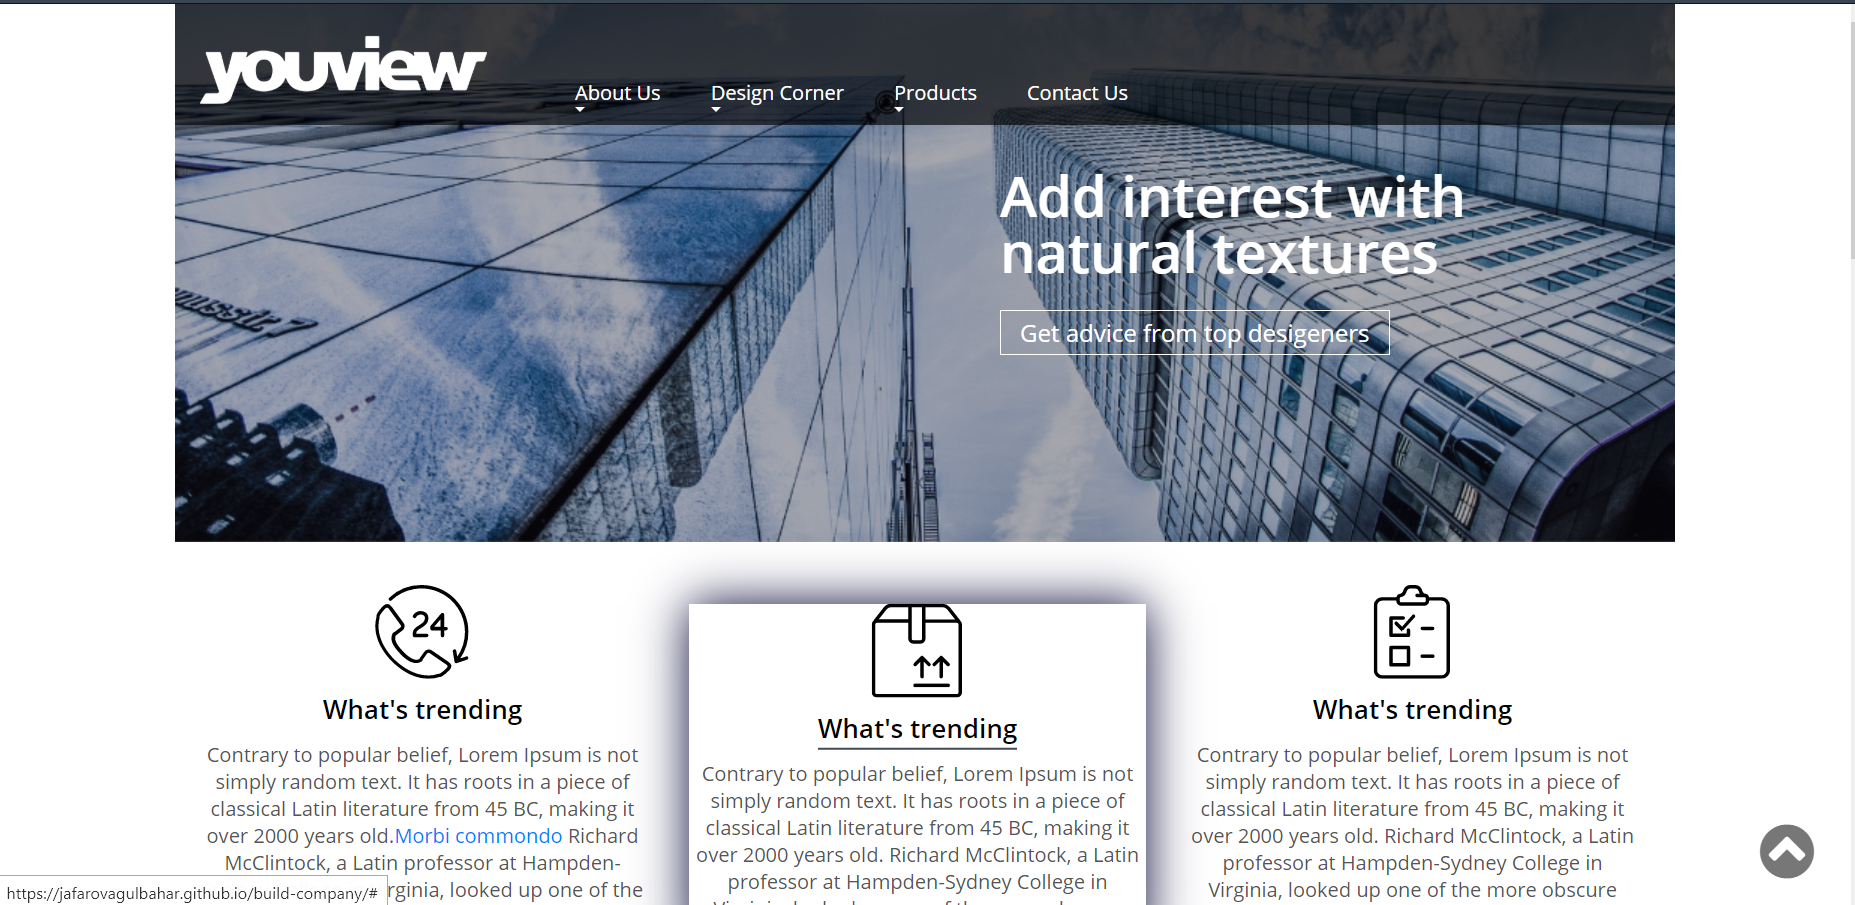 youview
About Us
Design Corner
Products
Contact Us
Add interest with
natural textures
Get advice from top desigeners
24
What's trending
Contrary to popular belief, Lorem Ipsum is not
simply random text. It has roots in a piece of
classical Latin literature from 45 BC, making it
over 2000 years old.Morbi commondo Richard
McClintock, a Latin professor at Hampden-
rginia, looked up one of the
What's trending
Contrary to popular belief, Lorem Ipsum is not
simply random text. It has roots in a piece of
classical Latin literature from 45 BC, making it
over 2000 years old. Richard McClintock, a Latin
professor at Hampden-Sydney College in
What's trending
Contrary to popular belief, Lorem Ipsum is not
simply random text. It has roots in a piece of
classical Latin literature from 45 BC, making it
over 2000 years old. Richard McClintock, a Latin
professor at Hampden-Sydney College in
Virginia, looked up one of the more obscure
https://jafarovagulbahar.github.io/build-company/#